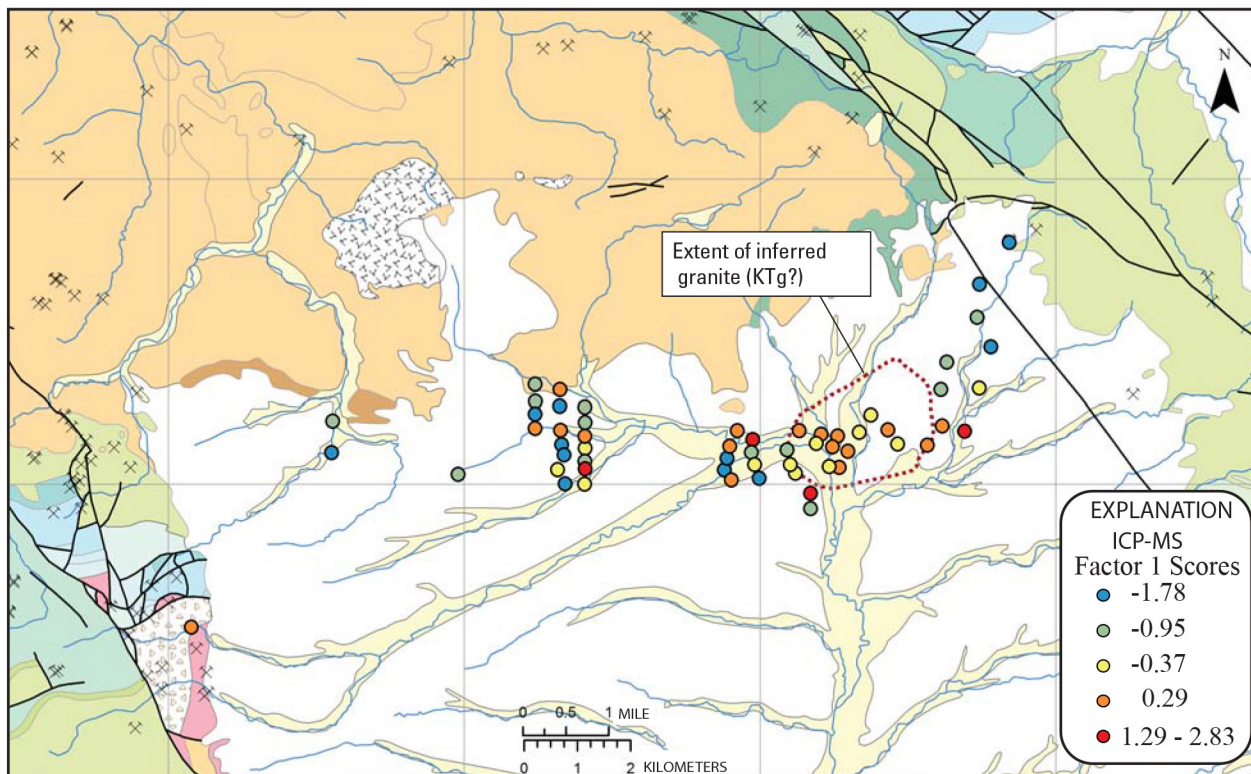 N
Extent of inferred
granite (KTg?)
EXPLANATION
ICP-MS
Factor 1 Scores
-1.78
-0.95
-0.37
0.29
1.29 - 2.83
0 0.5 1 MILE
0 1 2 KILOMETERS